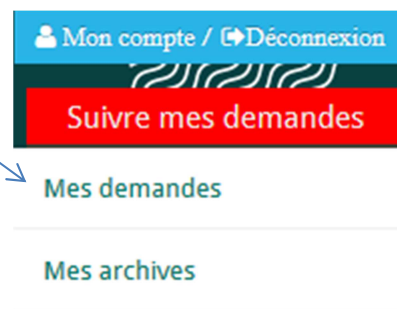 Mon compte / Déconnexion
Suivre mes demandes
Mes demandes
Mes archives